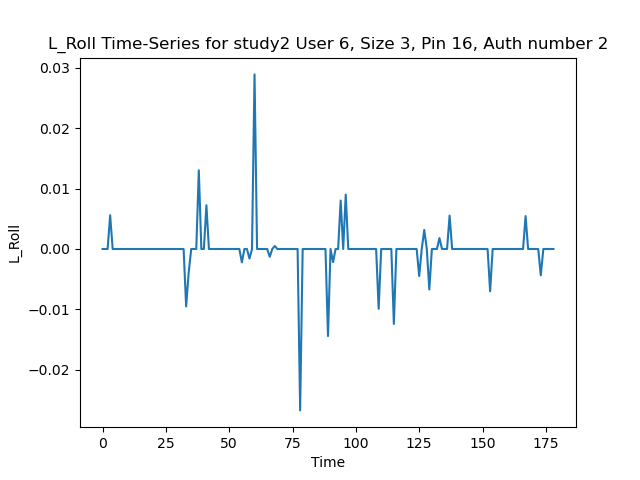 L_Roll Time-Series for study2 User 6, Size 3, Pin 16, Auth number 2
0.03
0.02
0.01
0.00
−0.01
−0.02
L_Roll
0 25 50 75 100 125 150 175
Time